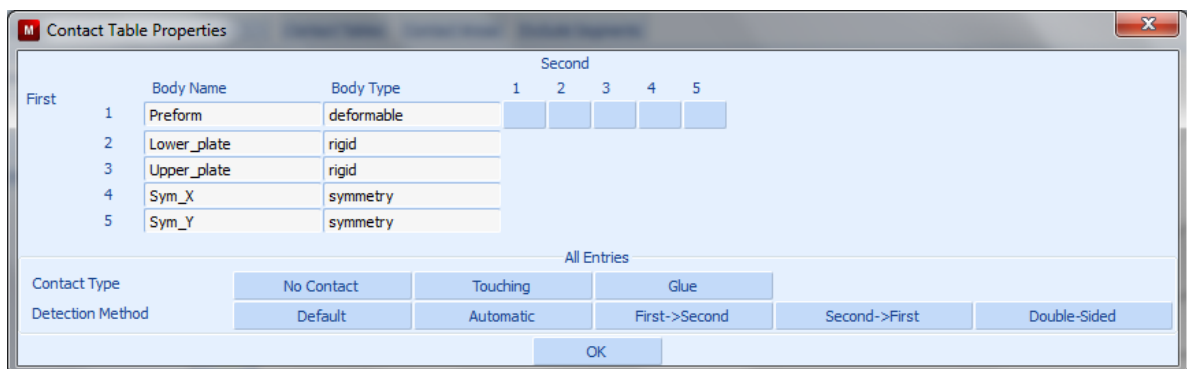 M Contact Table Properties X
Second
First Body Name Body Type 1 2 3 4 5
1 Preform deformable
2 Lower_plate rigid
3 Upper_plate rigid
4 Sym_X symmetry
5 Sym_Y symmetry
All Entries
Contact Type No Contact Touching Glue
Detection Method Default Automatic First->Second Second->First Double-Sided
OK